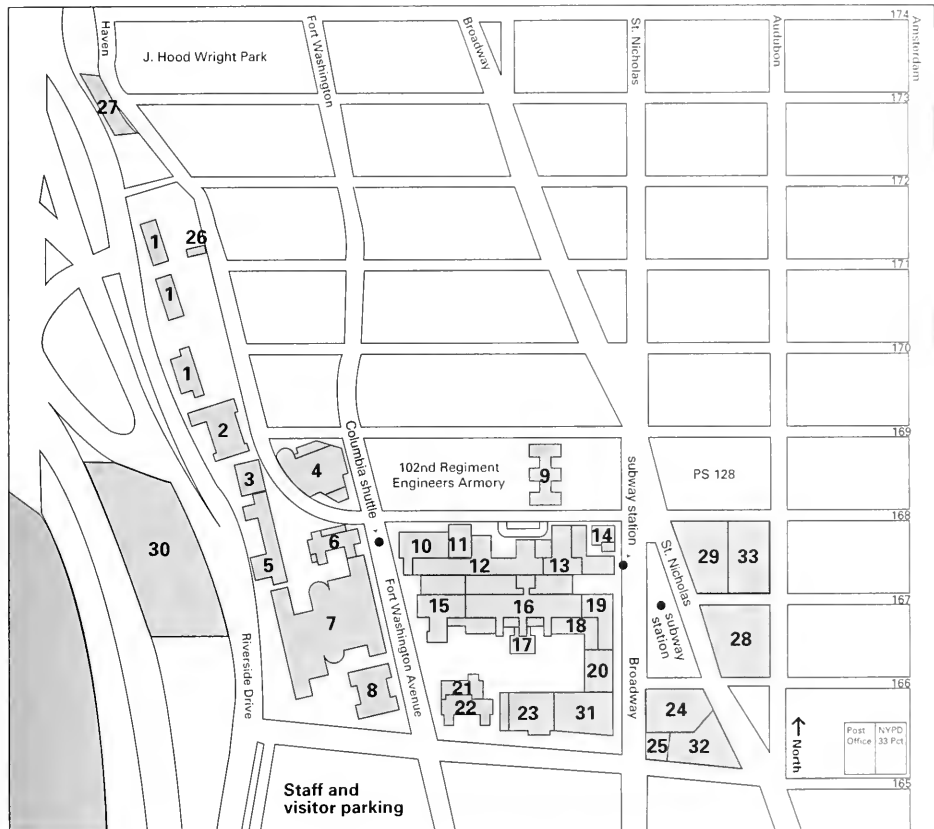 174
Haven
Fort Washington
Broadway
St. Nicholas
Audubon
Amsterdam
J. Hood Wright Park
173
27
172
1
26
171
1
170
1
2
169
Columbia shuttle
4
102nd Regiment
Engineers Armory
9
subway station
PS 128
3
168
30
5
6
10
11
12
13
14
St. Nicholas
29
33
167
7
15
16
19
18
17
subway
station
28
Riverside Drive
Fort Washington Avenue
8
20
Broadway
166
21
22
23
31
24
25
32
North
Post
Office
NYPD
33 Pct.
165
Staff and
visitor parking